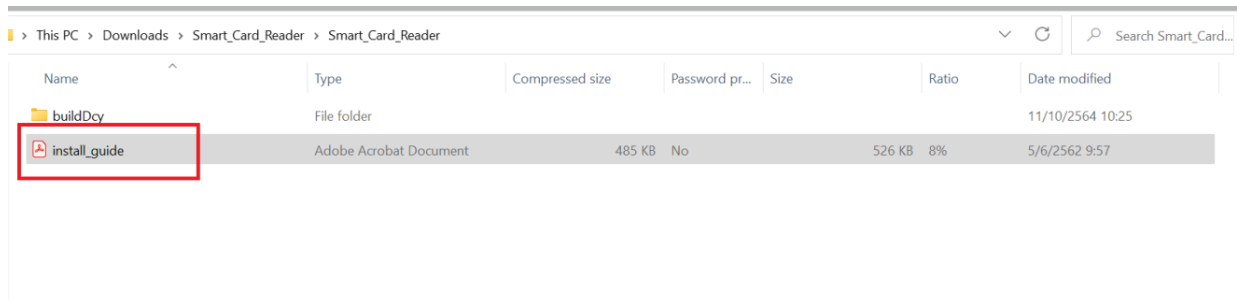 > This PC > Downloads > Smart_Card_Reader > Smart_Card_Reader Search Smart_Card...
Name Type Compressed size Password pr... Size Ratio Date modified
buildDcy File folder 11/10/2564 10:25
install_guide Adobe Acrobat Document 485 KB No 526 KB 8% 5/6/2562 9:57